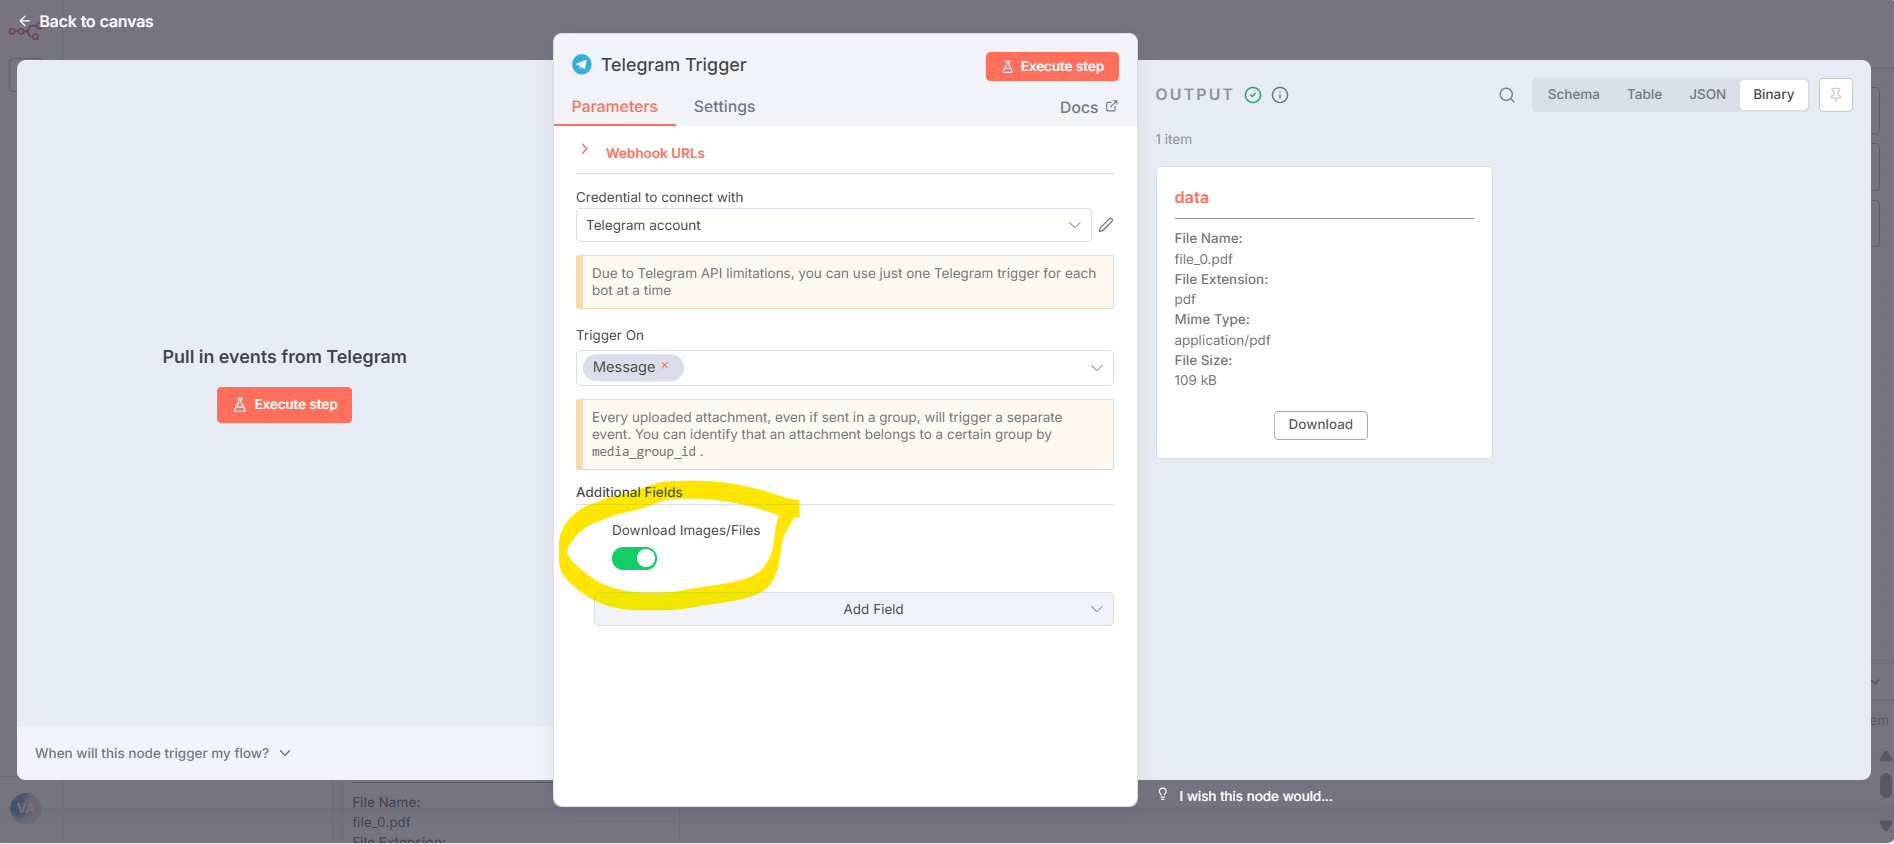 Back to canvas
Telegram Trigger
Execute step
Parameters
Settings
Docs
Webhook URLs
Credential to connect with
Telegram account
Due to Telegram API limitations, you can use just one Telegram trigger for each
bot at a time
Trigger On
Message
Every uploaded attachment, even if sent in a group, will trigger a separate
event. You can identify that an attachment belongs to a certain group by
media_group_id .
Additional Fields
Download Images/Files
Add Field
Pull in events from Telegram
Execute step
When will this node trigger my flow?
OUTPUT
Schema
Table
JSON
Binary
1 item
data
File Name:
file_0.pdf
File Extension:
pdf
Mime Type:
application/pdf
File Size:
109 kB
Download
I wish this node would...
VA
File Name:
file_0.pdf
File Extension: